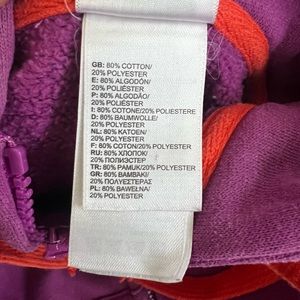 GB: 80% COTTON/
20% POLYESTER
E: 80% ALGODÓN/
20% POLIÉSTER
P: 80% ALGODÃO/
20% POLIÉSTER
I: 80% COTONE/20% POLIESTERE
D: 80% BAUMWOLLE/
20% POLYESTER
NL: 80% KATOEN/
20% POLYESTER
F: 80% COTON/20% POLYESTER
RU: 80% ХЛОПОК/
20% ПОЛИЭСТЕР
TR: 80% PAMUK/20% POLYESTER
GR: 80% BAMBAKI/
20% ΠΟΛΥΕΣΤΕΡΑΣ
PL: 80% BAWEŁNA/
20% POLYESTER